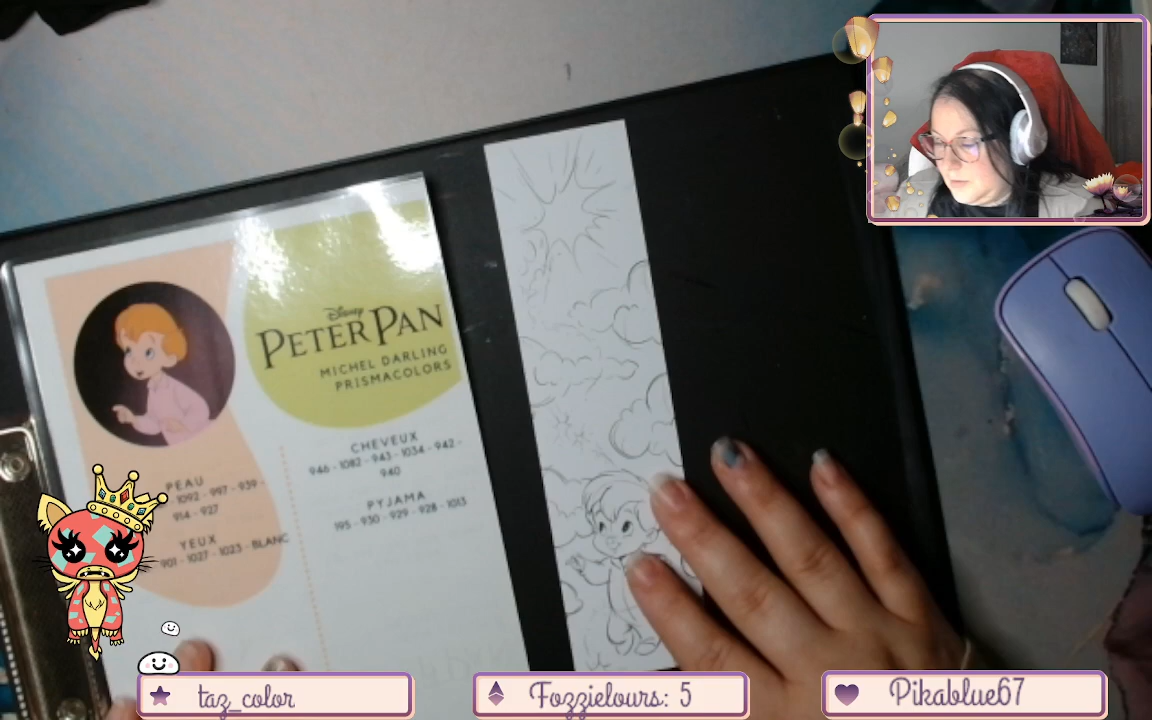 Disney
PETER PAN
MICHEL DARLING
PRISMACOLORS
PEAU
1092 - 997 - 939 -
914 - 927
YEUX
901 - 1027 - 1023 - BLANC
CHEVEUX
946 - 1082 - 943 - 1034 - 942 -
940
PYJAMA
195 - 930 - 929 - 928 - 1013
taz_color
Fozzielours: 5
Pikablue67